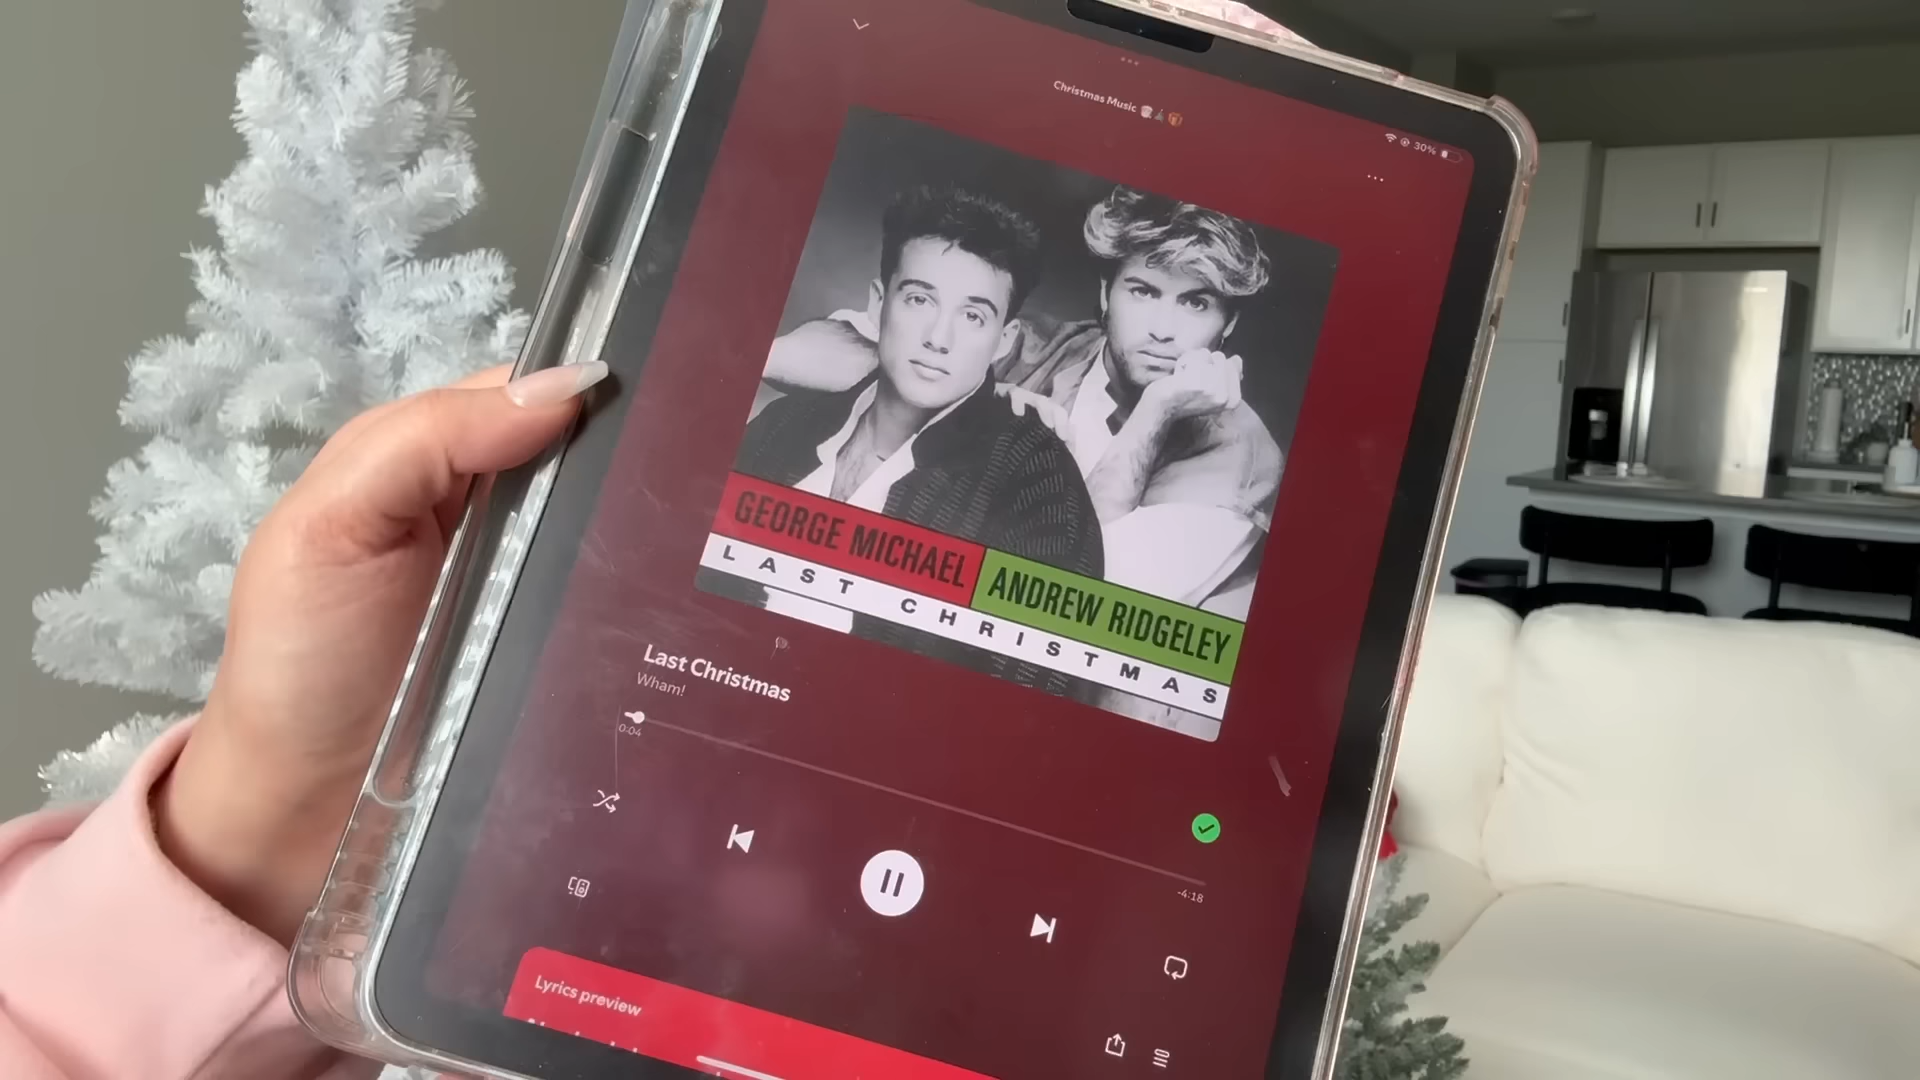 Christmas Music
30%
GEORGE MICHAEL
ANDREW RIDGELEY
LAST CHRISTMAS
Last Christmas
Wham!
0:04
-4:18
Lyrics preview